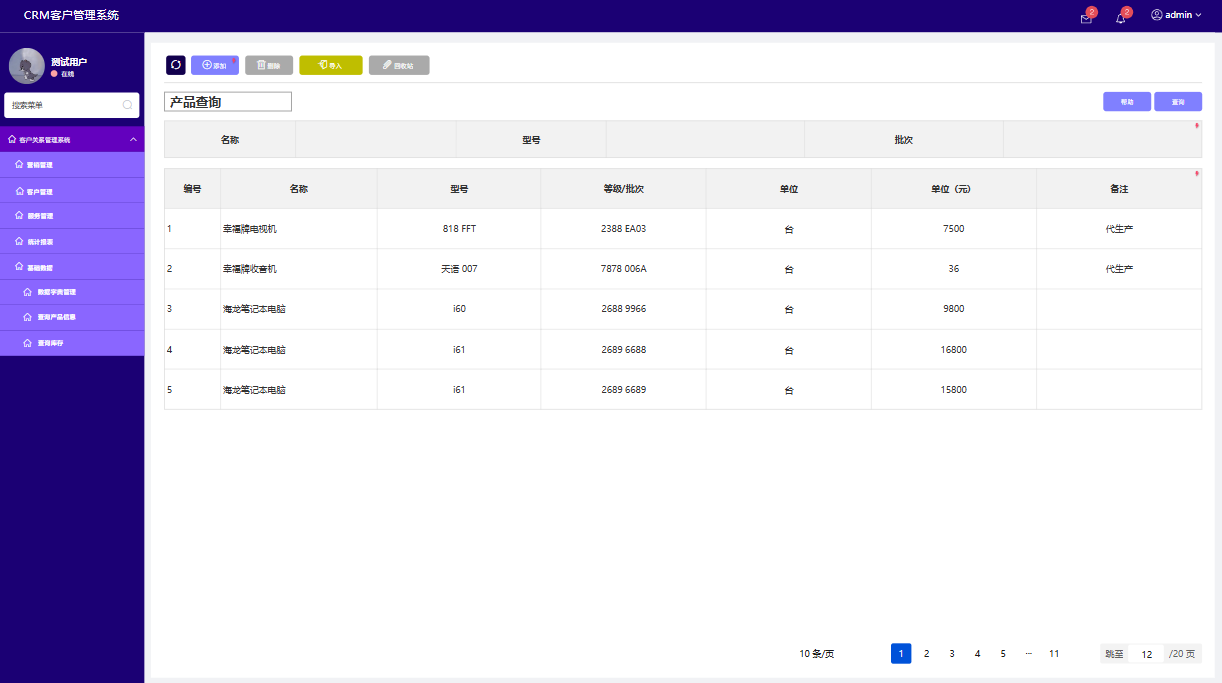 CRM客户管理系统
2
2
admin
测试用户
在线
搜索菜单
客户关系管理系统
营销管理
客户管理
服务管理
统计报表
基础数据
数据字典管理
查询产品信息
查询库存
添加
删除
导入
回收站
产品查询
帮助
查询
名称 型号 批次
编号 名称 型号 等级/批次 单位 单位（元） 备注
1 幸福牌电视机 818 FFT 2388 EA03 台 7500 代生产
2 幸福牌收音机 天语 007 7878 006A 台 36 代生产
3 海龙笔记本电脑 i60 2688 9966 台 9800
4 海龙笔记本电脑 i61 2689 6688 台 16800
5 海龙笔记本电脑 i61 2689 6689 台 15800
10 条/页 1 2 3 4 5 ··· 11 跳至 12 /20 页